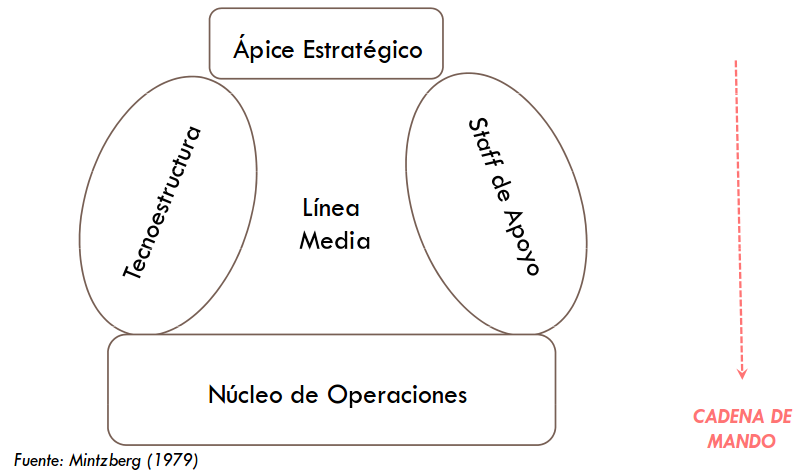 Ápice Estratégico
Tecnoestructura
Línea
Media
Staff de Apoyo
Núcleo de Operaciones
CADENA DE
MANDO
Fuente: Mintzberg (1979)